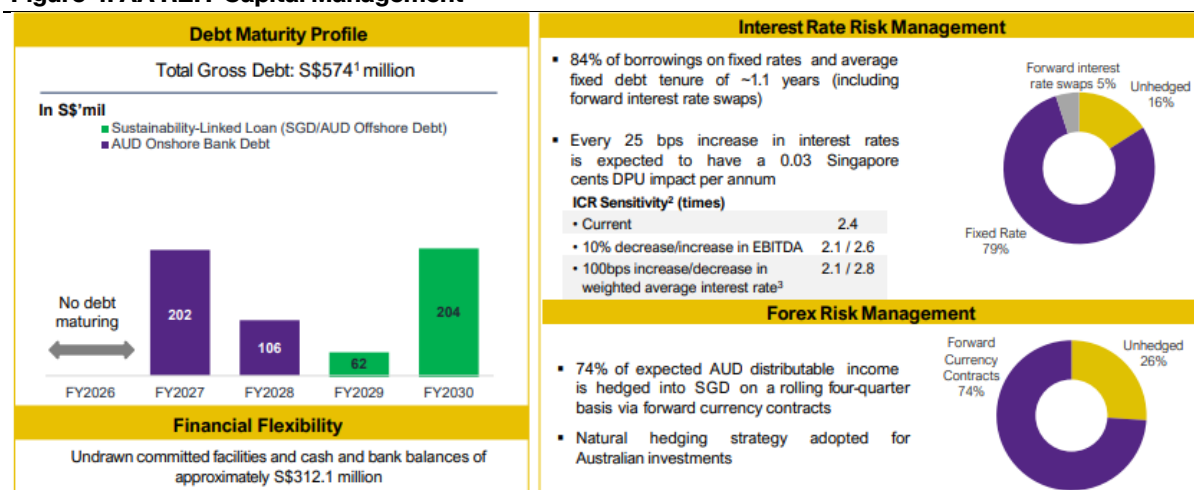 Figure 4: AA REIT Capital Management
Debt Maturity Profile
Total Gross Debt: S$574¹ million
In S$'mil
Sustainability-Linked Loan (SGD/AUD Offshore Debt)
AUD Onshore Bank Debt
No debt
maturing
202
106
62
204
FY2026 FY2027 FY2028 FY2029 FY2030
Financial Flexibility
Undrawn committed facilities and cash and bank balances of
approximately S$312.1 million
Interest Rate Risk Management
▪ 84% of borrowings on fixed rates and average
fixed debt tenure of ~1.1 years (including
forward interest rate swaps)
▪ Every 25 bps increase in interest rates
is expected to have a 0.03 Singapore
cents DPU impact per annum
ICR Sensitivity² (times)
• Current 2.4
• 10% decrease/increase in EBITDA 2.1 / 2.6
• 100bps increase/decrease in 2.1 / 2.8
weighted average interest rate³
Forward interest
rate swaps 5%
Unhedged
16%
Fixed Rate
79%
Forex Risk Management
▪ 74% of expected AUD distributable income
is hedged into SGD on a rolling four-quarter
basis via forward currency contracts
▪ Natural hedging strategy adopted for
Australian investments
Forward
Currency
Contracts
74%
Unhedged
26%